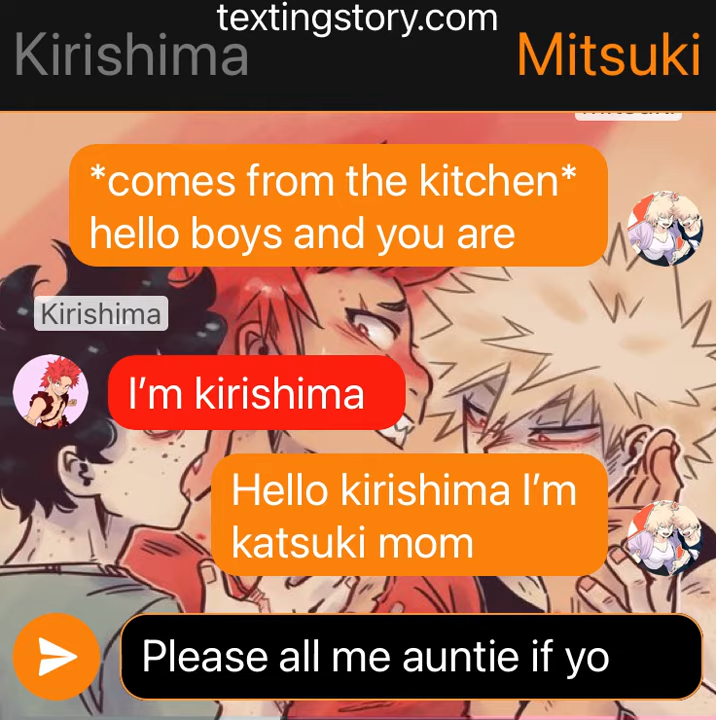 textingstory.com
Kirishima
Mitsuki
*comes from the kitchen*
hello boys and you are
Kirishima
I’m kirishima
Hello kirishima I’m
katsuki mom
Please all me auntie if yo